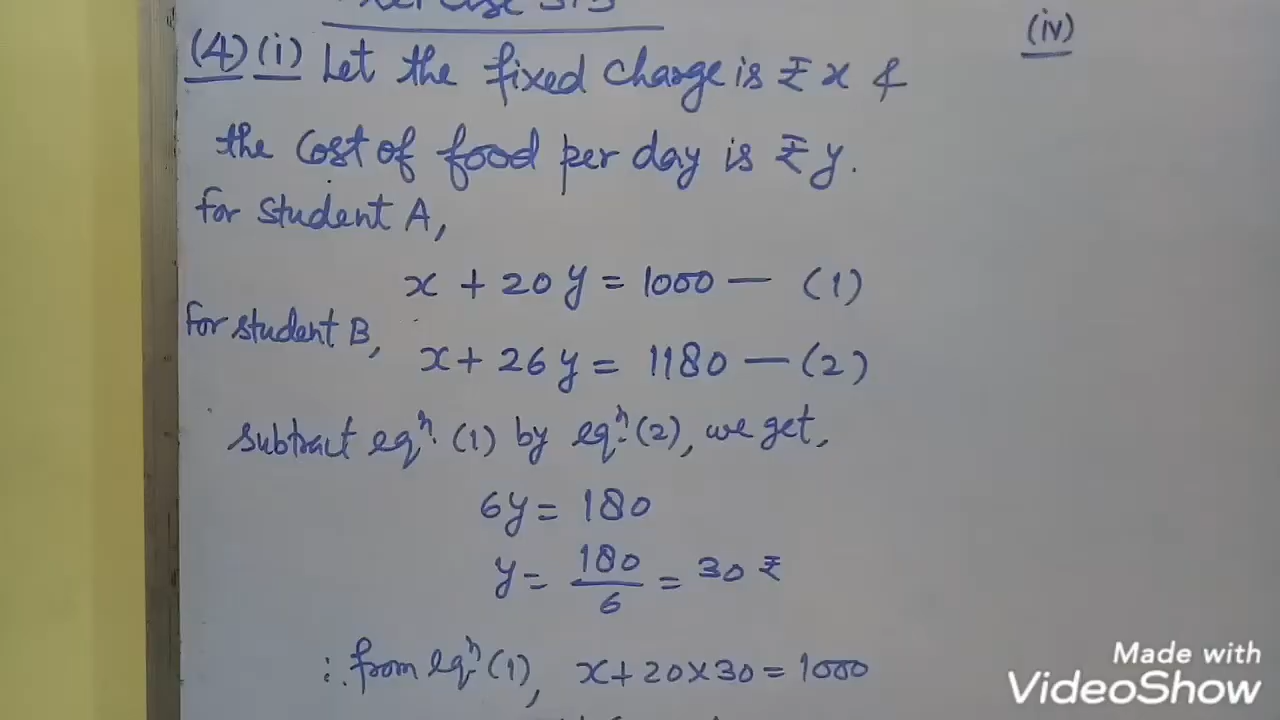 (4) (i) Let the fixed charge is ₹ x &
the cost of food per day is ₹ y.
for student A,
x + 20 y = 1000 — (1)
for student B,
x + 26 y = 1180 — (2)
subtract eqⁿ. (1) by eqⁿ. (2), we get,
6y = 180
y = 180/6 = 30 ₹
∴ from eqⁿ (1), x + 20 × 30 = 1000
(iv)
Made with
VideoShow